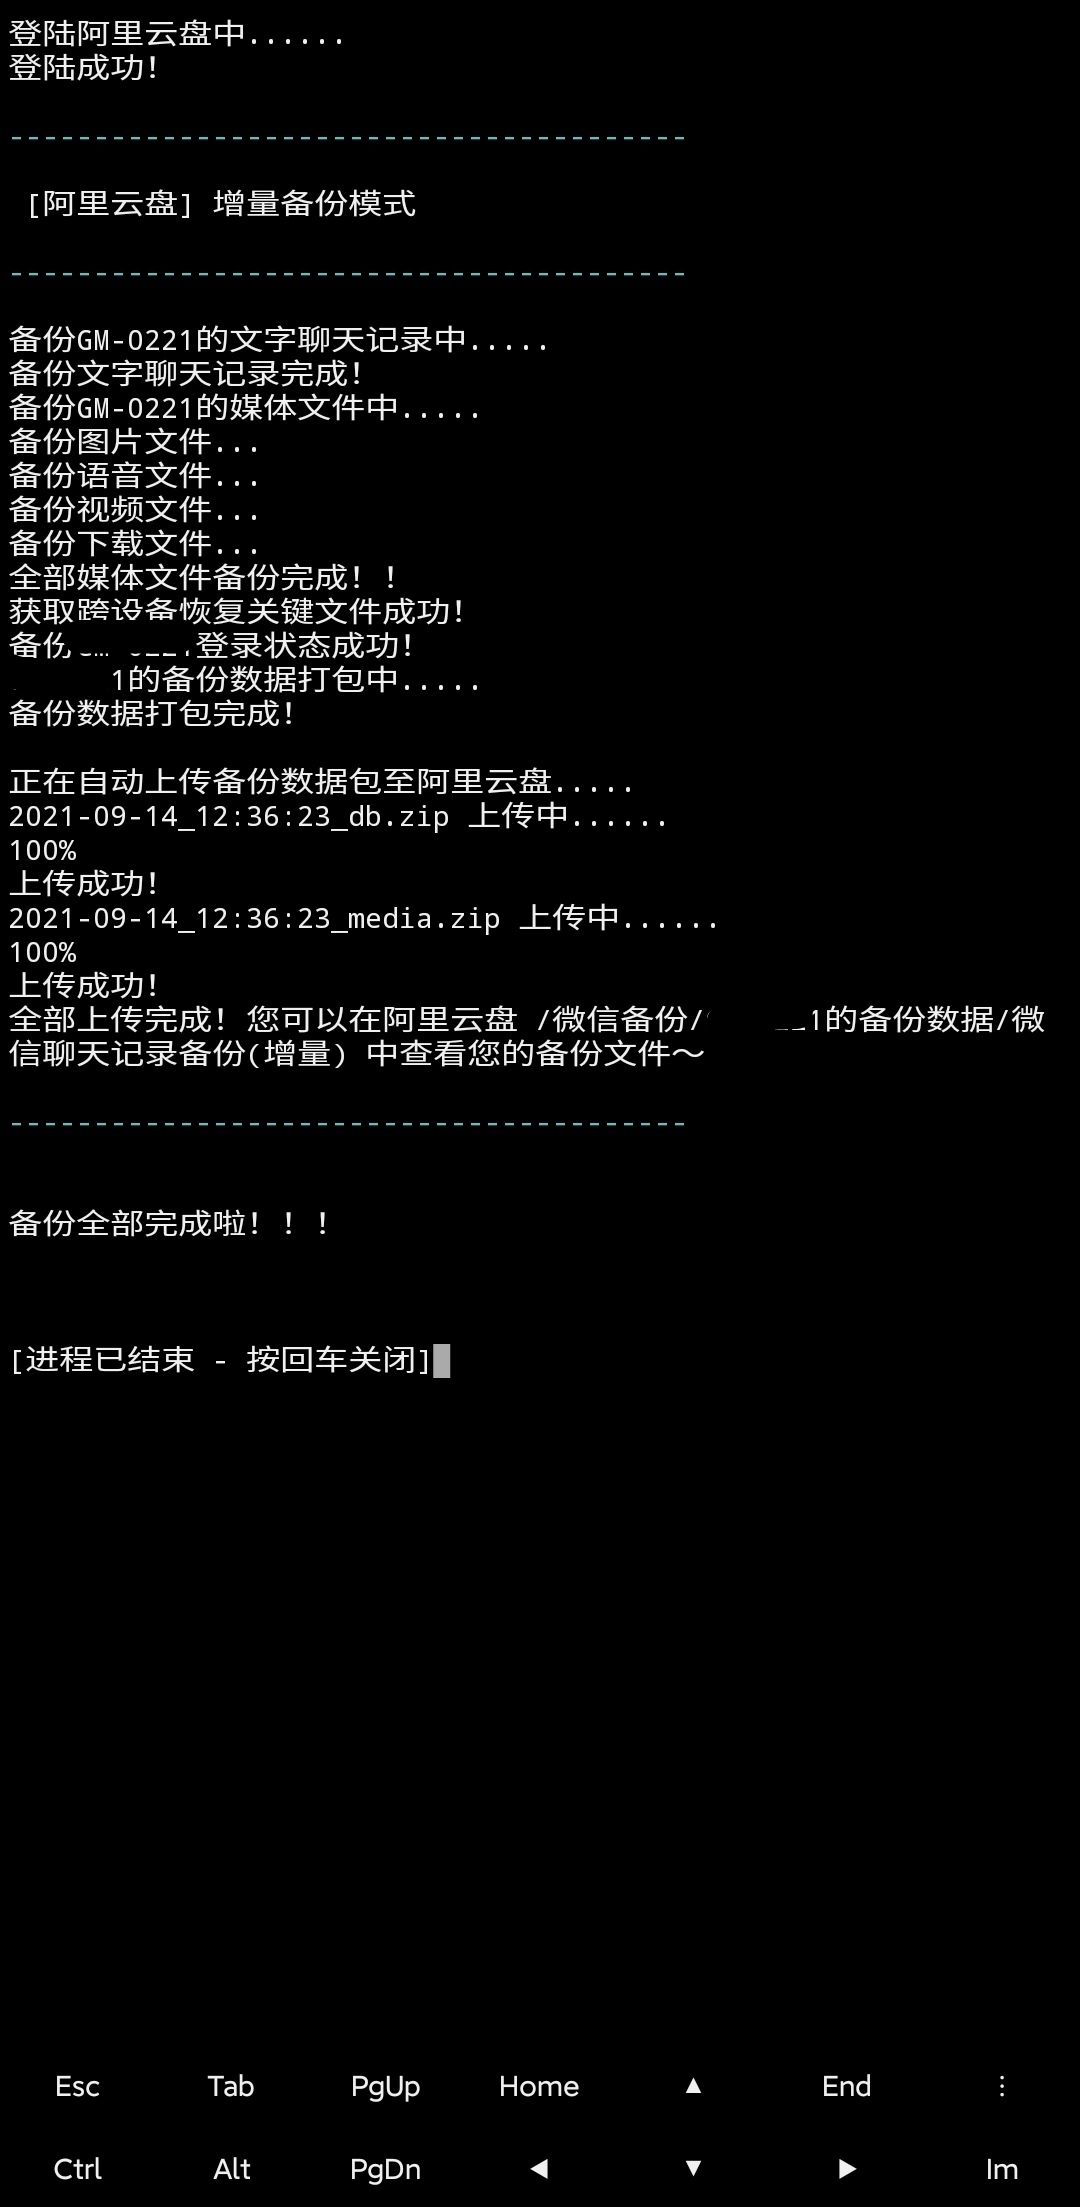 登陆阿里云盘中......
登陆成功！
----------------------------------------
[阿里云盘] 增量备份模式
----------------------------------------
备份GM-0221的文字聊天记录中.....
备份文字聊天记录完成！
备份GM-0221的媒体文件中.....
备份图片文件...
备份语音文件...
备份视频文件...
备份下载文件...
全部媒体文件备份完成！！
获取跨设备恢复关键文件成功！
备份 登录状态成功！
1的备份数据打包中.....
备份数据打包完成！
正在自动上传备份数据包至阿里云盘.....
2021-09-14_12:36:23_db.zip 上传中......
100%
上传成功！
2021-09-14_12:36:23_media.zip 上传中......
100%
上传成功！
全部上传完成！您可以在阿里云盘 /微信备份/ 1的备份数据/微
信聊天记录备份(增量) 中查看您的备份文件～
----------------------------------------
备份全部完成啦！！！
[进程已结束 - 按回车关闭]
Esc Tab PgUp Home ▲ End ⋮
Ctrl Alt PgDn ◀ ▼ ▶ Im